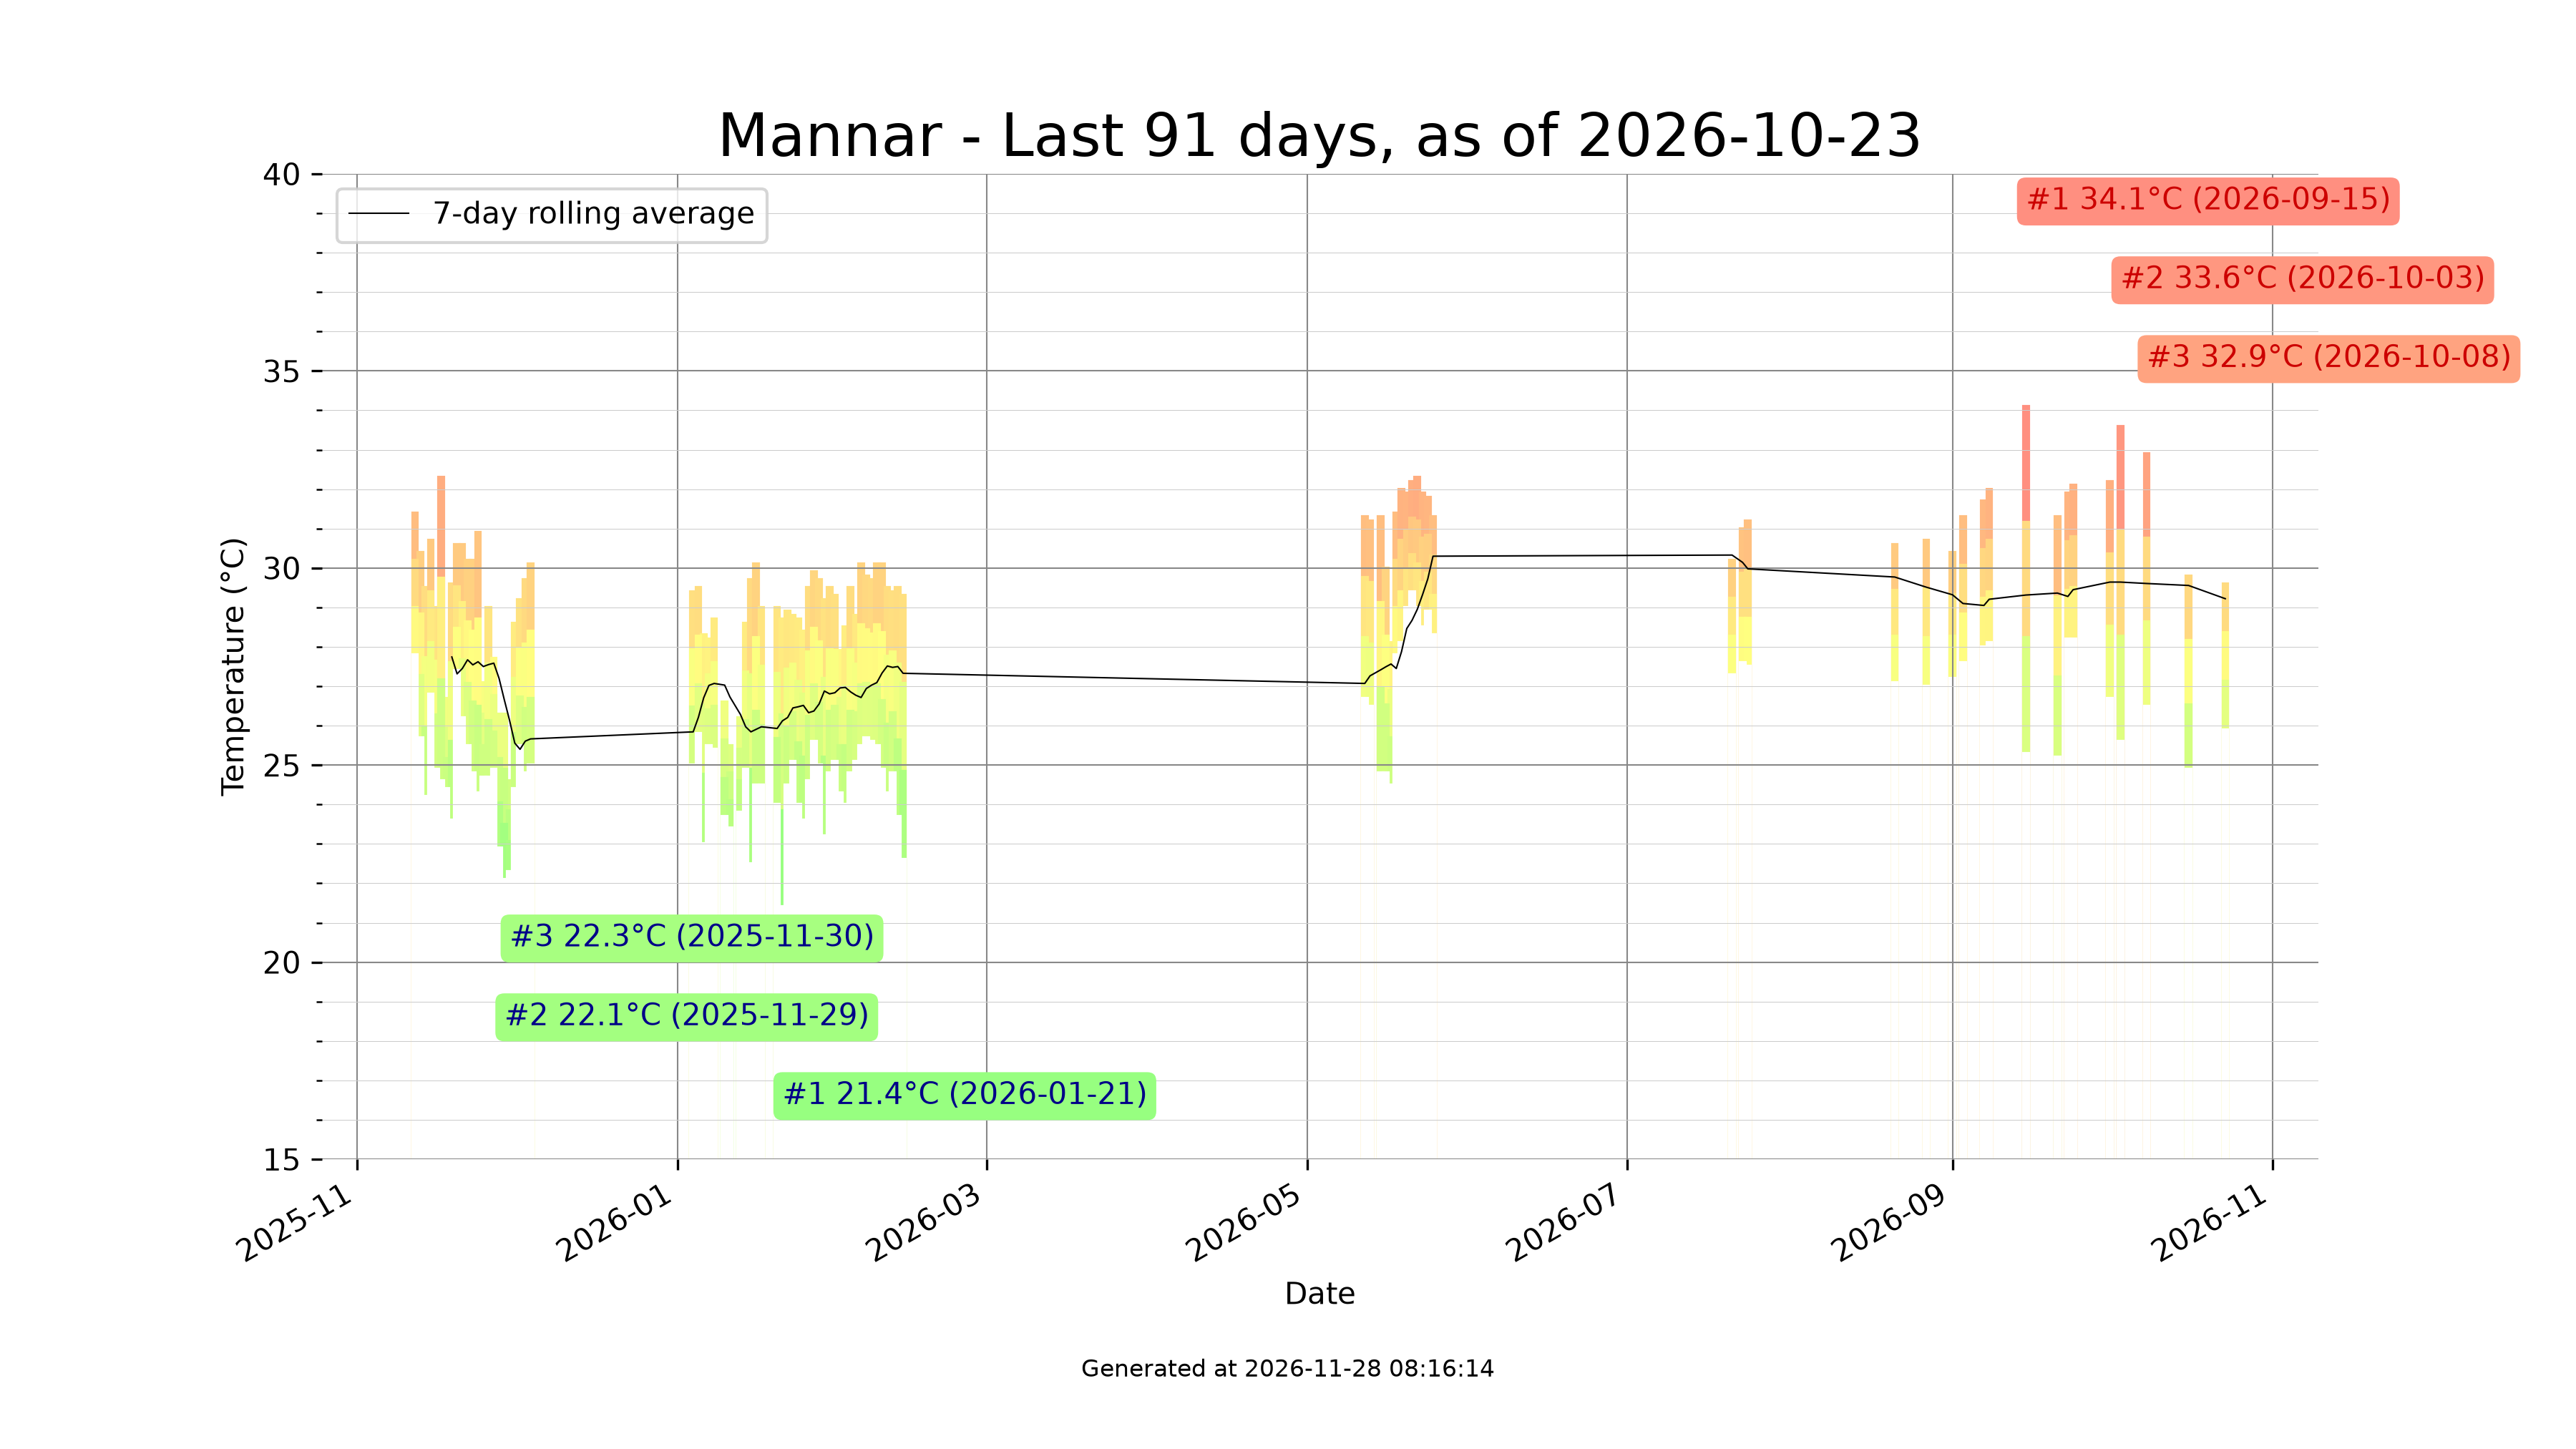 Mannar - Last 91 days, as of 2026-10-23
7-day rolling average
#1 34.1°C (2026-09-15)
#2 33.6°C (2026-10-03)
#3 32.9°C (2026-10-08)
#3 22.3°C (2025-11-30)
#2 22.1°C (2025-11-29)
#1 21.4°C (2026-01-21)
Temperature (°C)
40
35
30
25
20
15
2025-11
2026-01
2026-03
2026-05
2026-07
2026-09
2026-11
Date
Generated at 2026-11-28 08:16:14